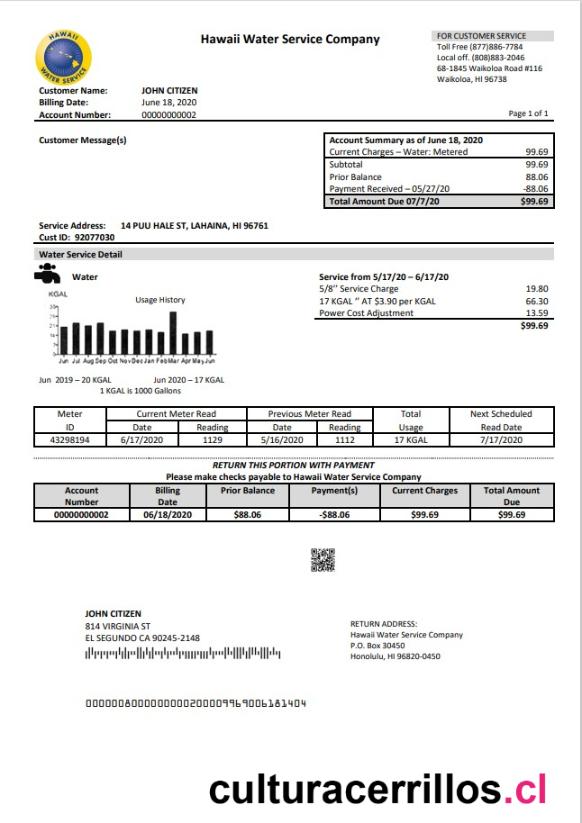 HAWAII
WATER SERVICE
Hawaii Water Service Company
FOR CUSTOMER SERVICE
Toll Free (877)886-7784
Local off. (808)883-2046
68-1845 Waikoloa Road #116
Waikoloa, HI 96738
Customer Name: JOHN CITIZEN
Billing Date: June 18, 2020
Account Number: 00000000002
Page 1 of 1
Customer Message(s)
Account Summary as of June 18, 2020
Current Charges – Water: Metered 99.69
Subtotal 99.69
Prior Balance 88.06
Payment Received – 05/27/20 -88.06
Total Amount Due 07/7/20 $99.69
Service Address: 14 PUU HALE ST, LAHAINA, HI 96761
Cust ID: 92077030
Water Service Detail
Water
Service from 5/17/20 – 6/17/20
5/8'' Service Charge 19.80
17 KGAL '' AT $3.90 per KGAL 66.30
Power Cost Adjustment 13.59
$99.69
KGAL
Usage History
Jun Jul Aug Sep Oct Nov Dec Jan Feb Mar Apr May Jun
Jun 2019 – 20 KGAL Jun 2020 – 17 KGAL
1 KGAL is 1000 Gallons
Meter Current Meter Read Previous Meter Read Total Next Scheduled
ID Date Reading Date Reading Usage Read Date
43298194 6/17/2020 1129 5/16/2020 1112 17 KGAL 7/17/2020
RETURN THIS PORTION WITH PAYMENT
Please make checks payable to Hawaii Water Service Company
Account Billing Prior Balance Payment(s) Current Charges Total Amount
Number Date Due
00000000002 06/18/2020 $88.06 -$88.06 $99.69 $99.69
JOHN CITIZEN
814 VIRGINIA ST
EL SEGUNDO CA 90245-2148
RETURN ADDRESS:
Hawaii Water Service Company
P.O. Box 30450
Honolulu, HI 96820-0450
culturacerrillos.cl